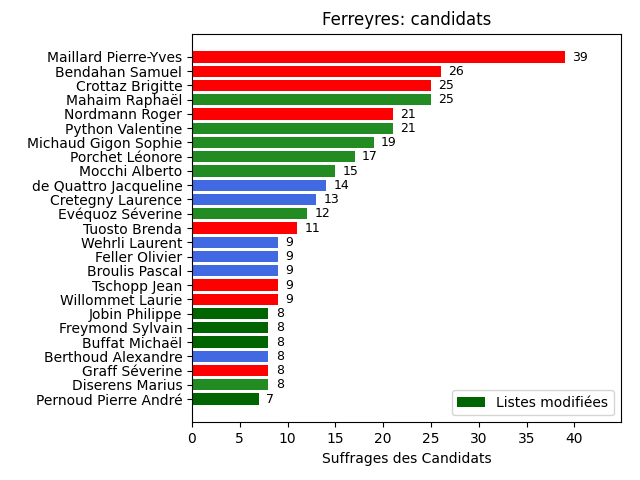 Ferreyres: candidats
Maillard Pierre-Yves 39
Bendahan Samuel 26
Crottaz Brigitte 25
Mahaim Raphaël 25
Nordmann Roger 21
Python Valentine 21
Michaud Gigon Sophie 19
Porchet Léonore 17
Mocchi Alberto 15
de Quattro Jacqueline 14
Cretegny Laurence 13
Evéquoz Séverine 12
Tuosto Brenda 11
Wehrli Laurent 9
Feller Olivier 9
Broulis Pascal 9
Tschopp Jean 9
Willommet Laurie 9
Jobin Philippe 8
Freymond Sylvain 8
Buffat Michaël 8
Berthoud Alexandre 8
Graff Séverine 8
Diserens Marius 8
Pernoud Pierre André 7
Listes modifiées
0 5 10 15 20 25 30 35 40
Suffrages des Candidats